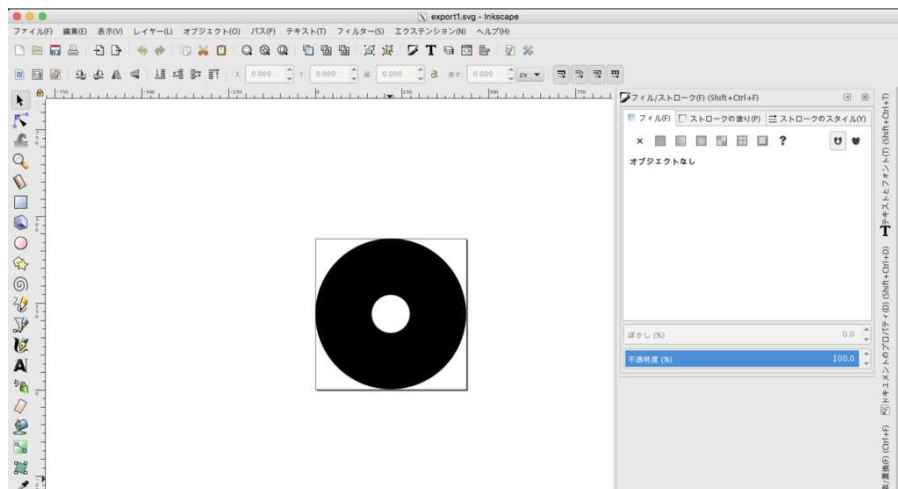 export1.svg - Inkscape
ファイル(F) 編集(E) 表示(V) レイヤー(L) オブジェクト(O) パス(P) テキスト(T) フィルター(S) エクステンション(N) ヘルプ(H)
X: 0.000 Y: 0.000 幅: 0.000 高さ: 0.000 px
フィル/ストローク(F) (Shift+Ctrl+F)
フィル(F) ストロークの塗り(P) ストロークのスタイル(Y)
?
オブジェクトなし
ぼかし (%) 0.0
不透明度 (%) 100.0
テキストとフォント(T) (Shift+Ctrl+T)
ドキュメントのプロパティ(D) (Shift+Ctrl+D)
/置換(F) (Ctrl+F)